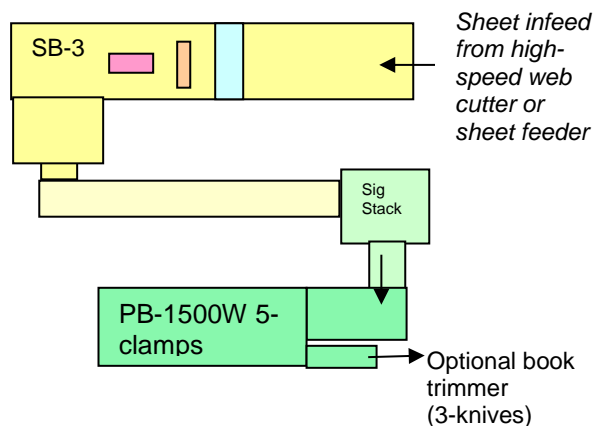 SB-3
Sheet infeed
from high-
speed web
cutter or
sheet feeder
Sig
Stack
PB-1500W 5-
clamps
Optional book
trimmer
(3-knives)